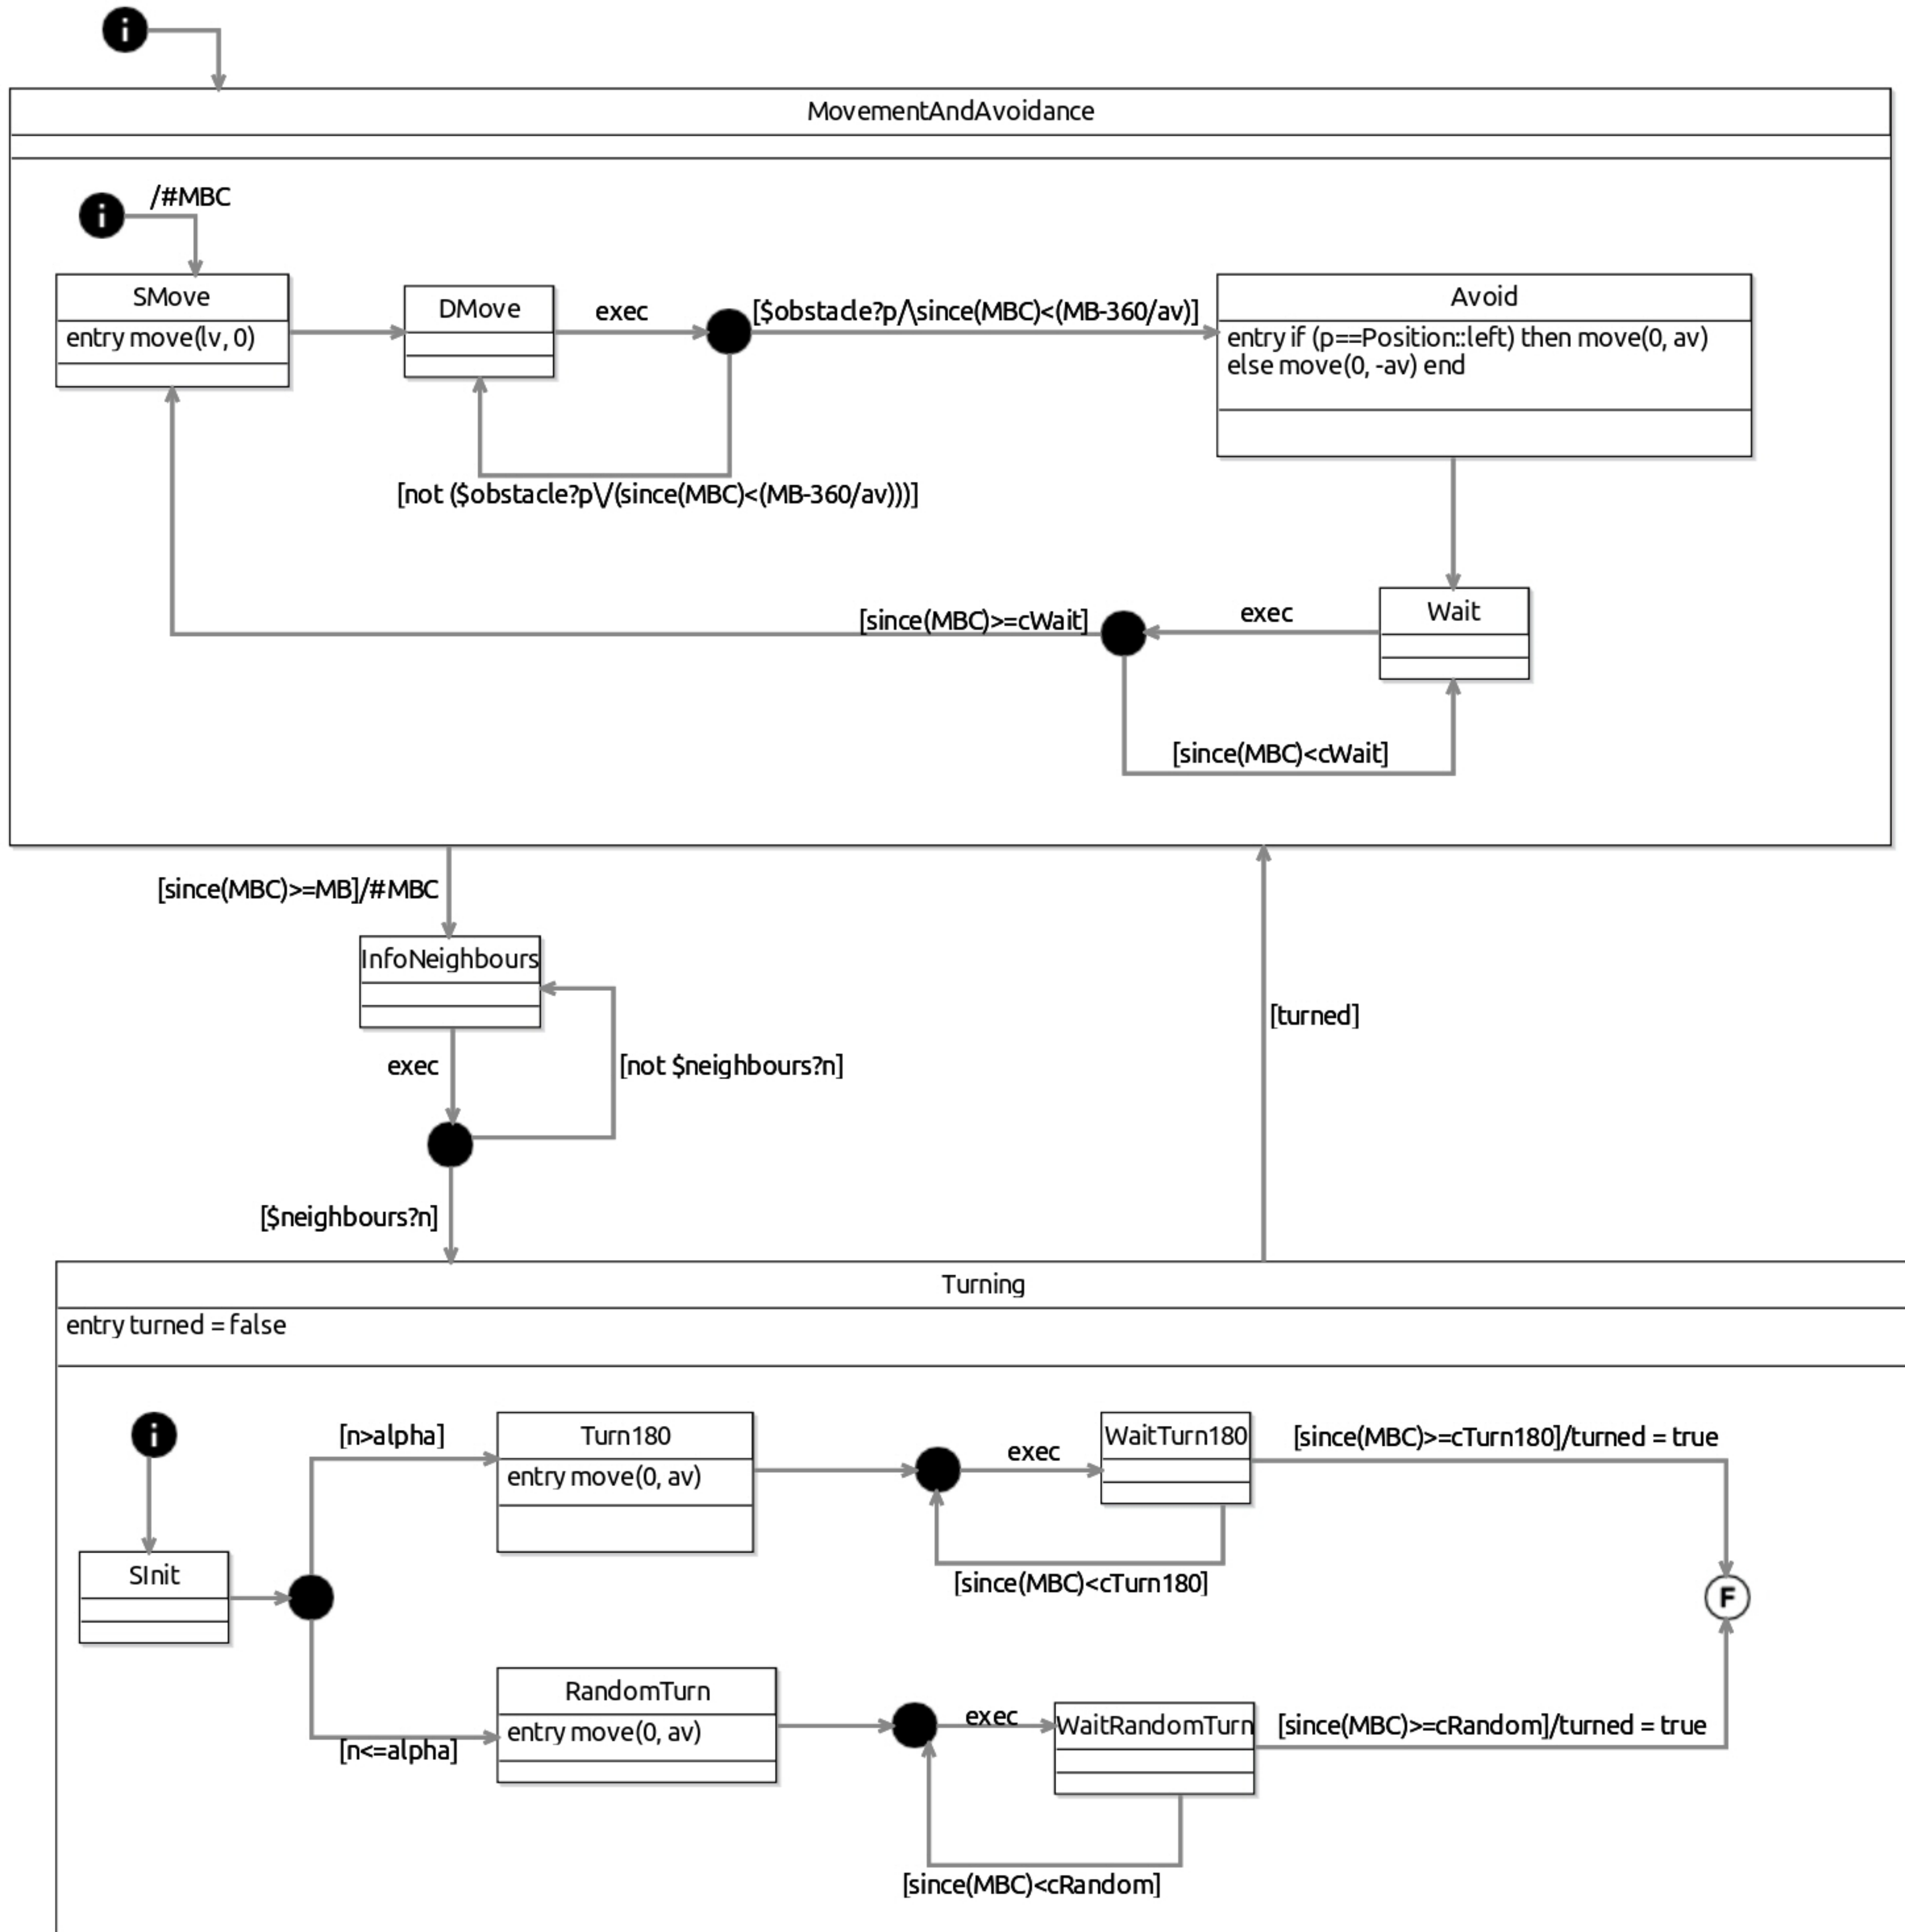 i
MovementAndAvoidance
/#MBC
i
SMove
entry move(lv, 0)
DMove
exec
[$obstacle?p/\since(MBC)<(MB-360/av)]
Avoid
entry if (p==Position::left) then move(0, av)
else move(0, -av) end
[not ($obstacle?p\/(since(MBC)<(MB-360/av)))]
[since(MBC)>=cWait]
exec
Wait
[since(MBC)<cWait]
[since(MBC)>=MB]/#MBC
InfoNeighbours
exec
[not $neighbours?n]
[turned]
[$neighbours?n]
Turning
entry turned = false
i
[n>alpha]
Turn180
entry move(0, av)
exec
WaitTurn180
[since(MBC)>=cTurn180]/turned = true
[since(MBC)<cTurn180]
SInit
F
[n<=alpha]
RandomTurn
entry move(0, av)
exec
WaitRandomTurn
[since(MBC)>=cRandom]/turned = true
[since(MBC)<cRandom]